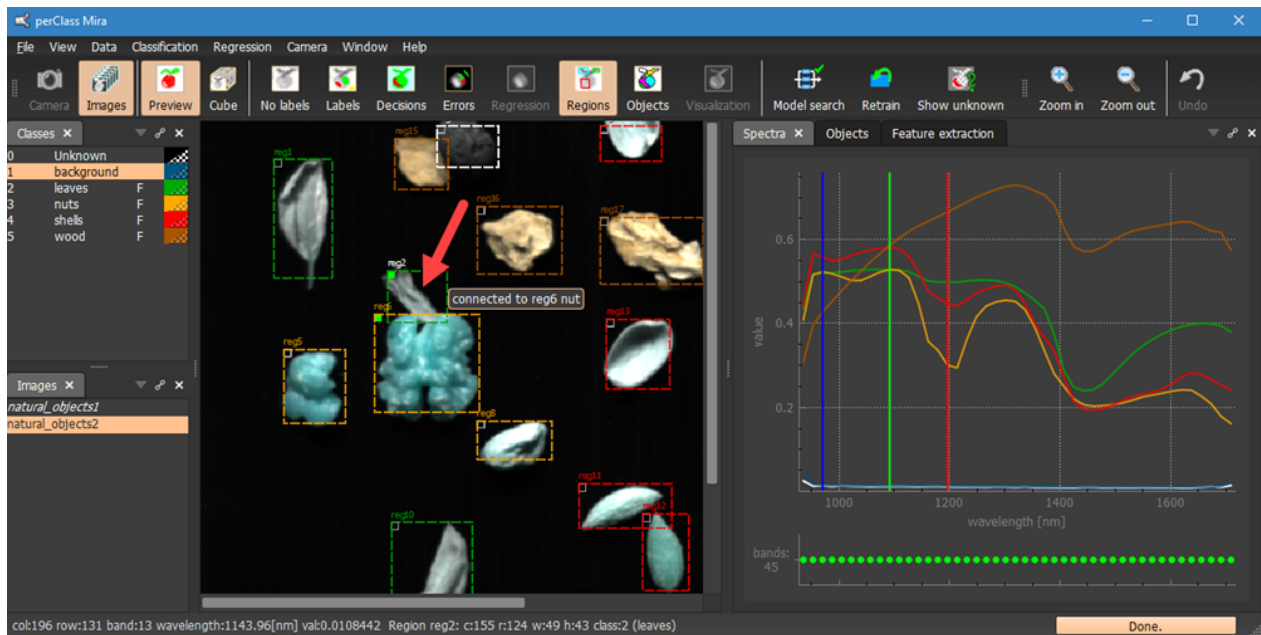 perClass Mira
File View Data Classification Regression Camera Window Help
Camera Images Preview Cube No labels Labels Decisions Errors Regression Regions Objects Visualization Model search Retrain Show unknown Zoom in Zoom out Undo
Classes
0 Unknown
1 background
2 leaves F
3 nuts F
4 shells F
5 wood F
Images
natural_objects1
natural_objects2
reg15
reg1
reg16
reg17
reg2
connected to reg6 nut
reg6
reg13
reg5
reg8
reg11
reg12
reg10
Spectra Objects Feature extraction
0.6
0.4
0.2
value
1000 1200 1400 1600
wavelength [nm]
bands:
45
col:196 row:131 band:13 wavelength:1143.96[nm] val:0.0108442 Region reg2: c:155 r:124 w:49 h:43 class:2 (leaves)
Done.